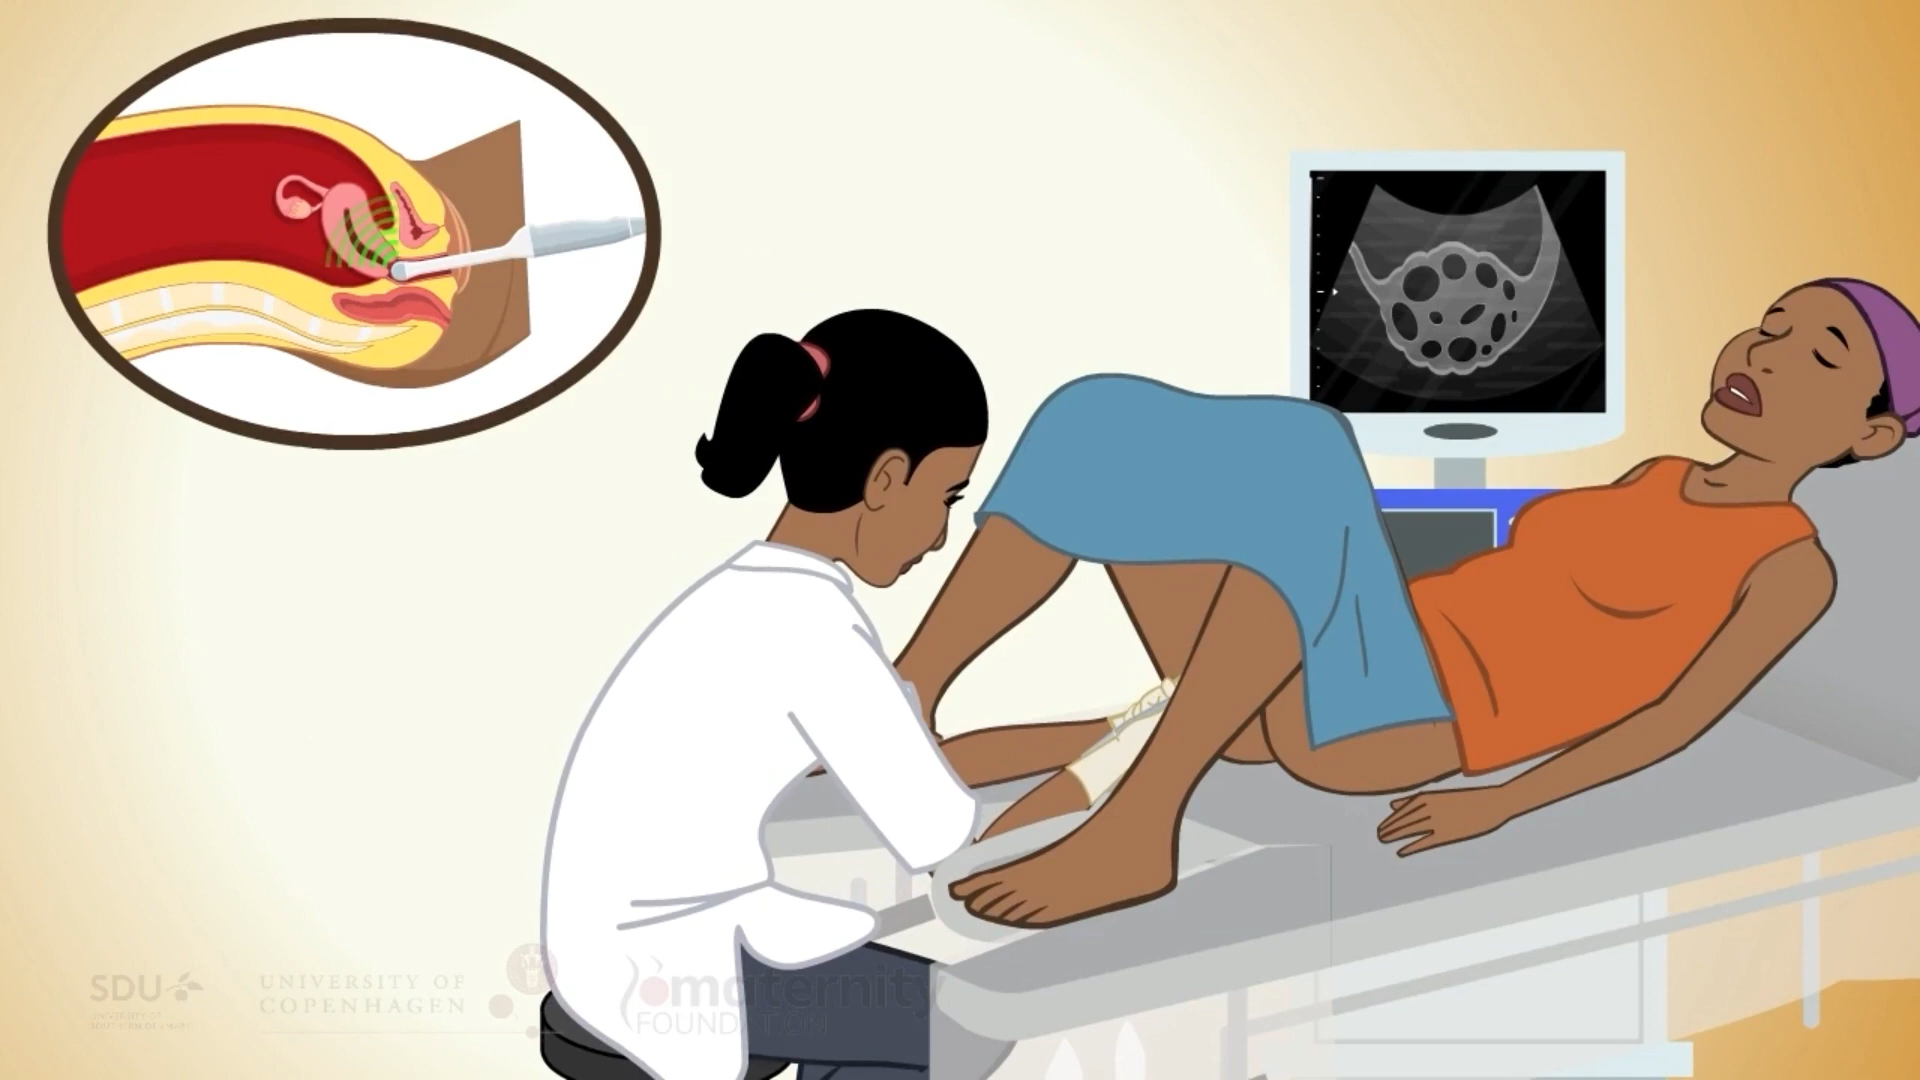 SDU
UNIVERSITY OF
COPENHAGEN
maternity
FOUNDATION